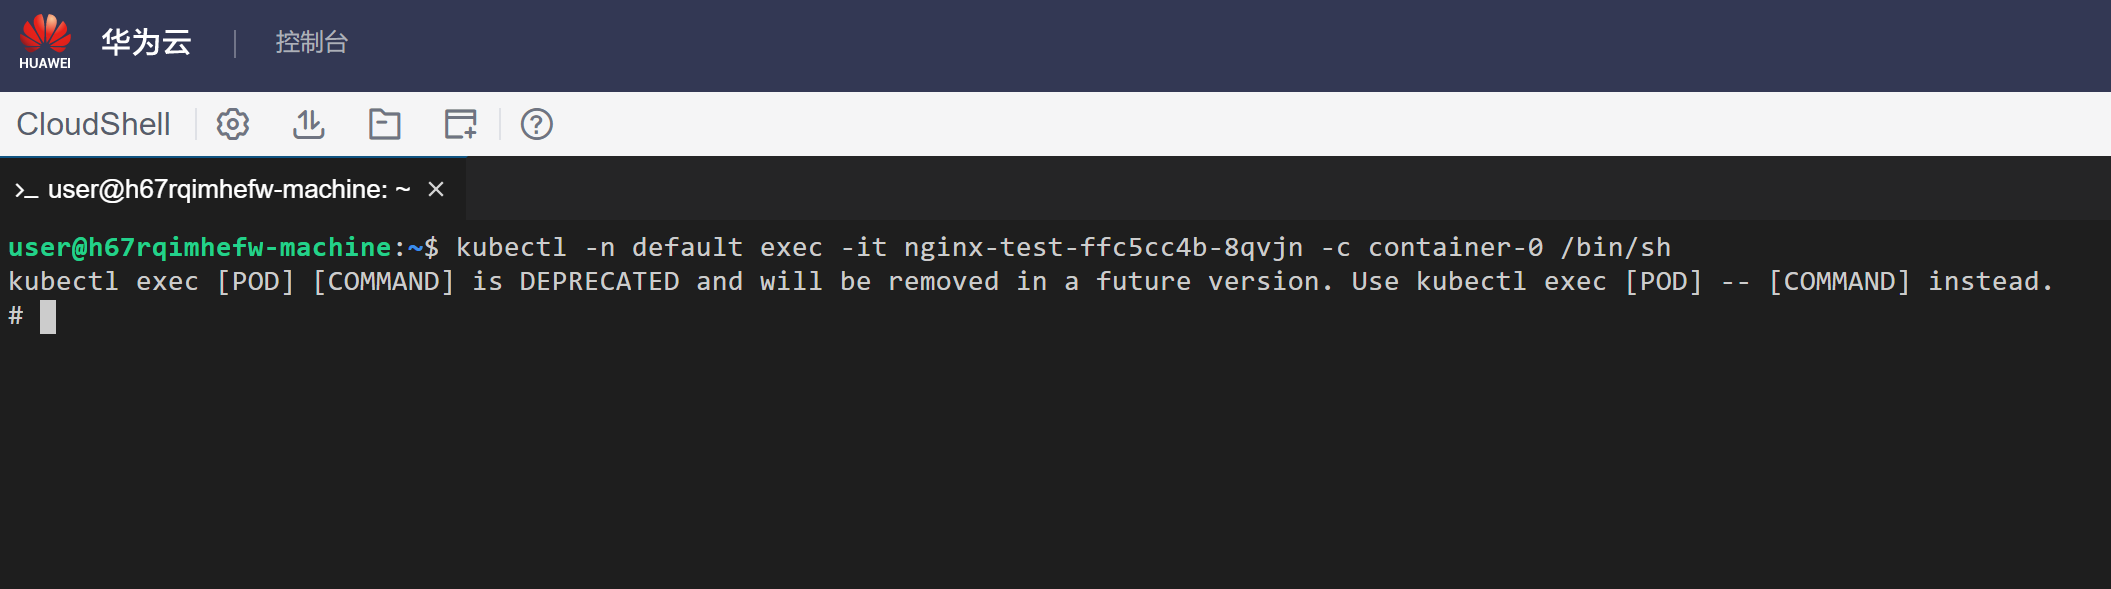 HUAWEI
华为云 | 控制台
CloudShell
>_ user@h67rqimhefw-machine: ~ ×
user@h67rqimhefw-machine:~$ kubectl -n default exec -it nginx-test-ffc5cc4b-8qvjn -c container-0 /bin/sh
kubectl exec [POD] [COMMAND] is DEPRECATED and will be removed in a future version. Use kubectl exec [POD] -- [COMMAND] instead.
#